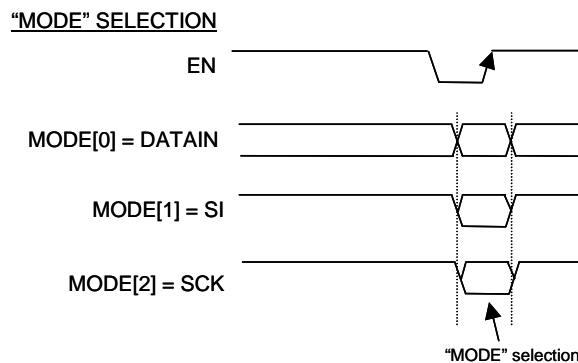 “MODE” SELECTION
EN
MODE[0] = DATAIN
MODE[1] = SI
MODE[2] = SCK
“MODE” selection